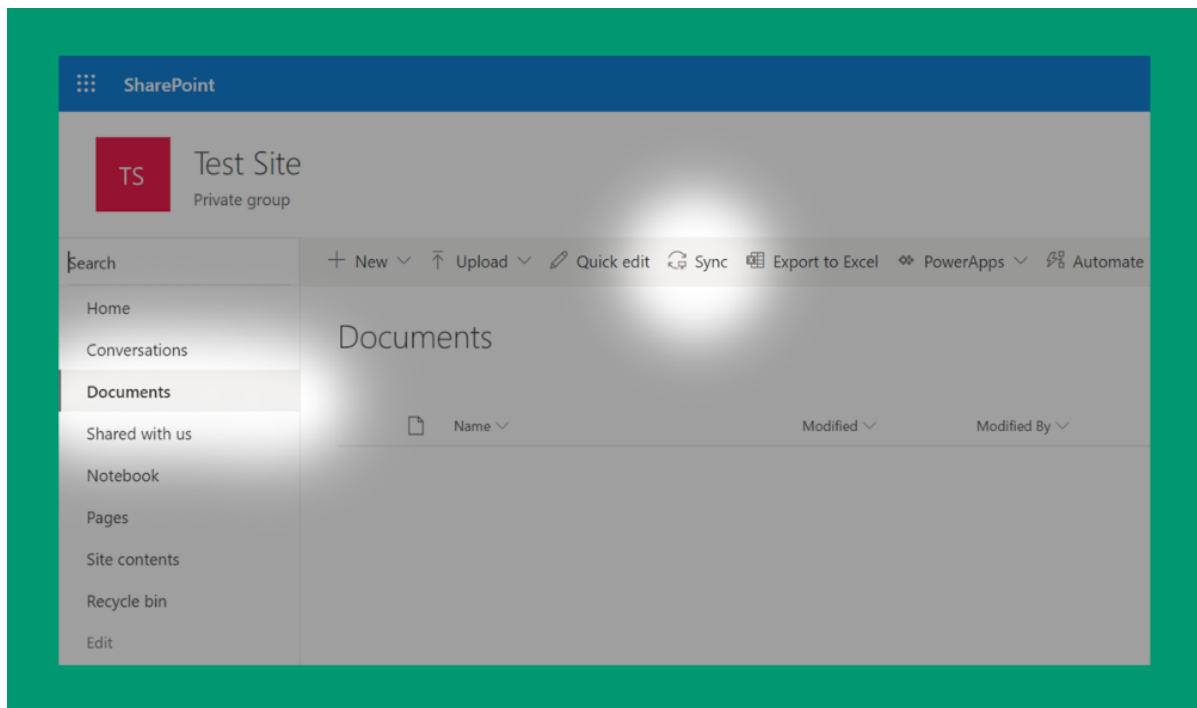 SharePoint
TS
Test Site
Private group
Search
New Upload Quick edit Sync Export to Excel PowerApps Automate
Home
Conversations
Documents
Shared with us
Notebook
Pages
Site contents
Recycle bin
Edit
Documents
Name Modified Modified By